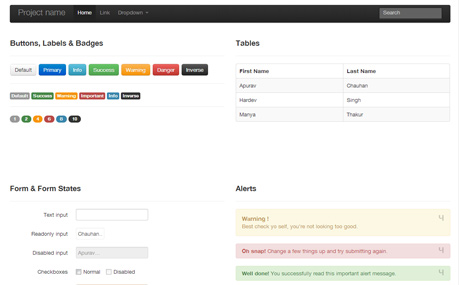 Project name Home Link Dropdown Search
Buttons, Labels & Badges
Default Primary Info Success Warning Danger Inverse
Default Success Warning Important Info Inverse
1 2 4 6 8 10
Tables
First Name Last Name
Apurav Chauhan
Hardev Singh
Manya Thakur
Form & Form States
Text input
Readonly input Chauhan...
Disabled input Apurav...
Checkboxes Normal Disabled
Alerts
Warning !
Best check yo self, you're not looking too good.
Oh snap! Change a few things up and try submitting again.
Well done! You successfully read this important alert message.